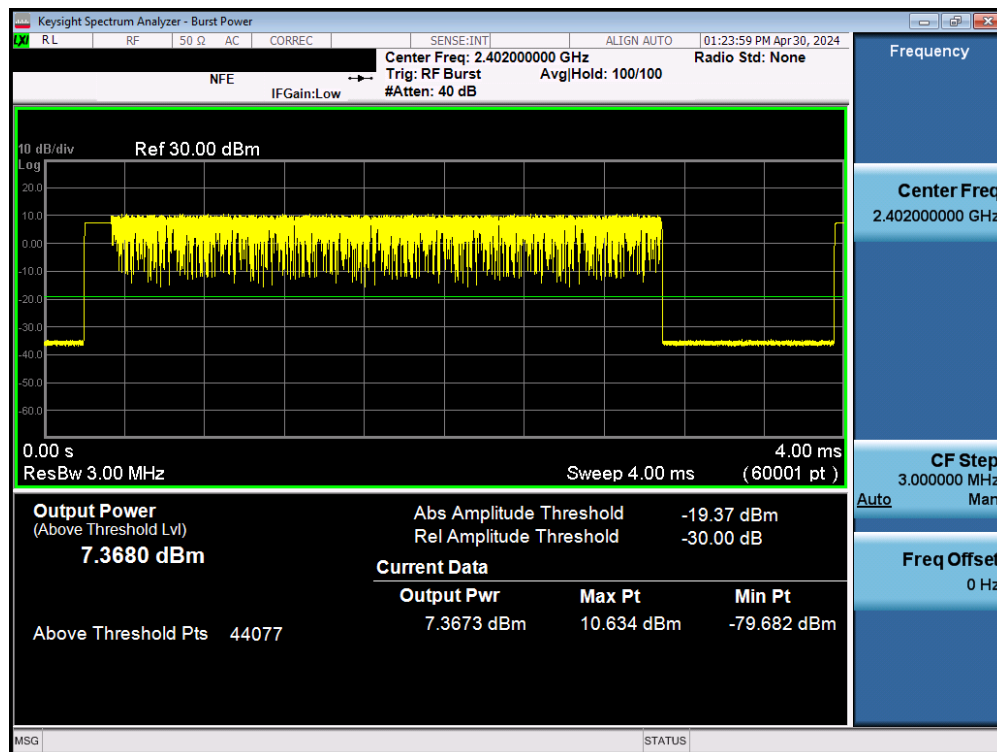 Keysight Spectrum Analyzer - Burst Power
LXI RL RF 50 Ω AC CORREC SENSE:INT ALIGN AUTO 01:23:59 PM Apr 30, 2024
Frequency
Center Freq: 2.402000000 GHz Radio Std: None
NFE Trig: RF Burst Avg|Hold: 100/100
IFGain:Low #Atten: 40 dB
10 dB/div Ref 30.00 dBm
Log
20.0
10.0
0.00
-10.0
-20.0
-30.0
-40.0
-50.0
-60.0
0.00 s 4.00 ms
ResBw 3.00 MHz Sweep 4.00 ms (60001 pt )
Output Power
(Above Threshold Lvl)
7.3680 dBm
Above Threshold Pts 44077
Abs Amplitude Threshold -19.37 dBm
Rel Amplitude Threshold -30.00 dB
Current Data
Output Pwr Max Pt Min Pt
7.3673 dBm 10.634 dBm -79.682 dBm
Center Freq
2.402000000 GHz
CF Step
3.000000 MHz
Auto Man
Freq Offset
0 Hz
MSG STATUS